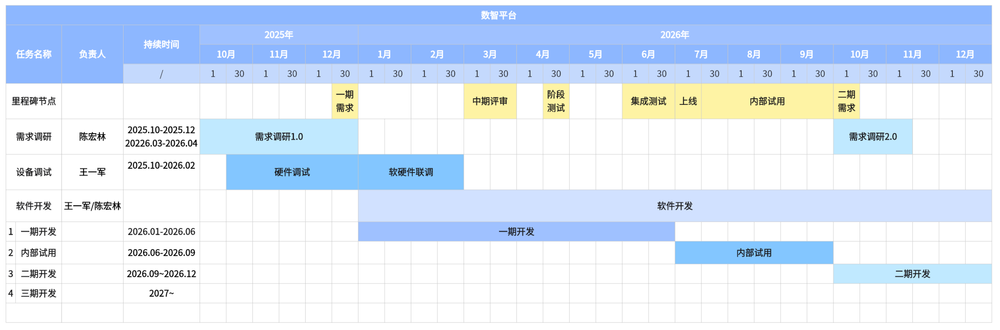 数智平台
任务名称 负责人 持续时间 2025年 2026年
10月 11月 12月 1月 2月 3月 4月 5月 6月 7月 8月 9月 10月 11月 12月
/ 1 30 1 30 1 30 1 30 1 30 1 30 1 30 1 30 1 30 1 30 1 30 1 30 1 30 1 30 1 30
里程碑节点 一期 中期评审 阶段 集成测试 上线 内部试用 二期
需求 测试 需求
需求调研 陈宏林 2025.10-2025.12 需求调研1.0 需求调研2.0
20226.03-2026.04
设备调试 王一军 2025.10-2026.02 硬件调试 软硬件联调
软件开发 王一军/陈宏林 软件开发
1 一期开发 2026.01-2026.06 一期开发
2 内部试用 2026.06-2026.09 内部试用
3 二期开发 2026.09~2026.12 二期开发
4 三期开发 2027~